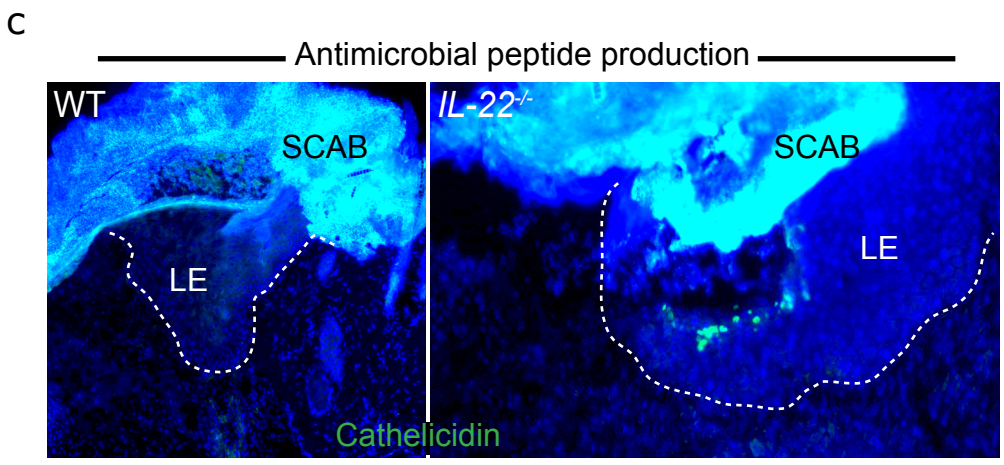 C
Antimicrobial peptide production
WT
IL-22-/-
SCAB
SCAB
LE
LE
Cathelicidin